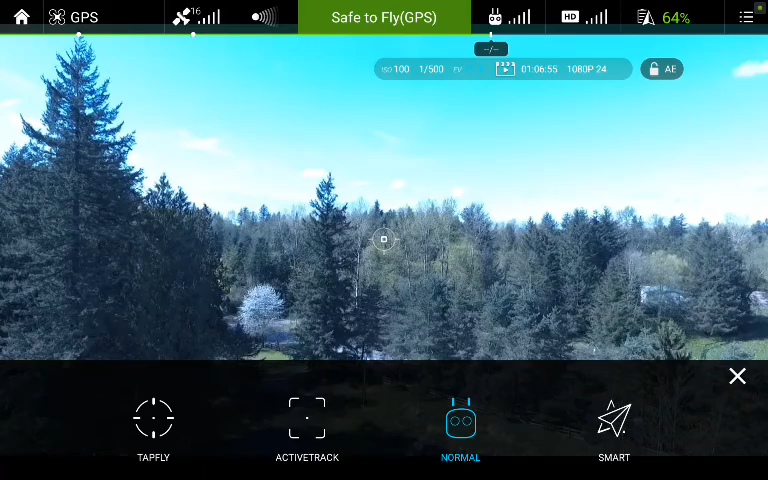 GPS 16 Safe to Fly(GPS) HD 64%
--/--
ISO 100 1/500 EV 01:06:55 1080P 24 AE
TAPFLY ACTIVETRACK NORMAL SMART